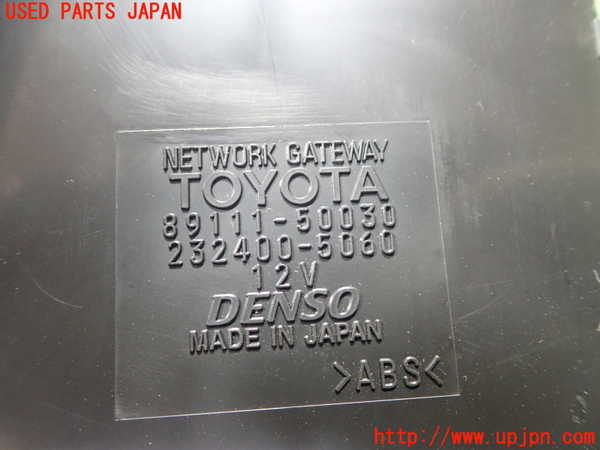 USED PARTS JAPAN
NETWORK GATEWAY
TOYOTA
89111-50030
232400-5060
12V
DENSO
MADE IN JAPAN
>ABS<
http://www.upjpn.com